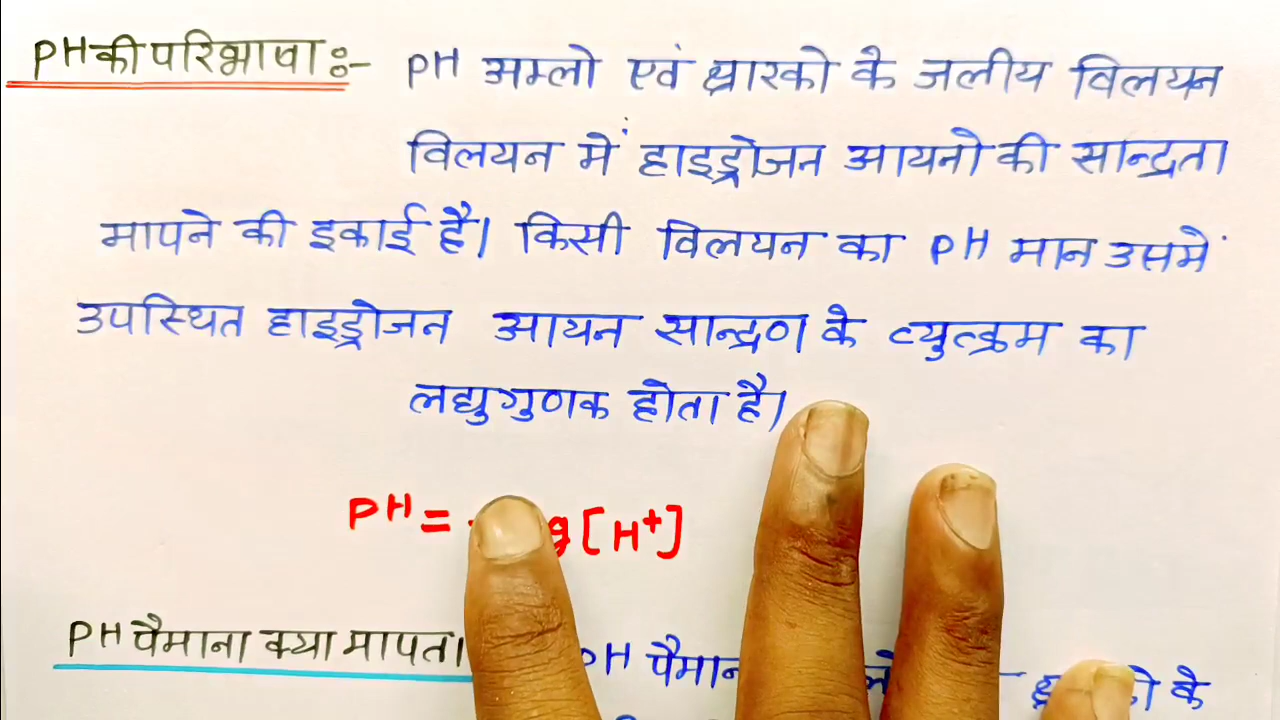 PH की परिभाषा :- PH अम्लो एवं क्षारको के जलीय विलयन
विलयन में हाइड्रोजन आयनो की सान्द्रता
मापने की इकाई है। किसी विलयन का PH मान उसमें
उपस्थित हाइड्रोजन आयन सान्द्रण के व्युत्क्रम का
लघुगुणक होता है।
PH = [H+]
PH पैमाना क्या मापता PH के